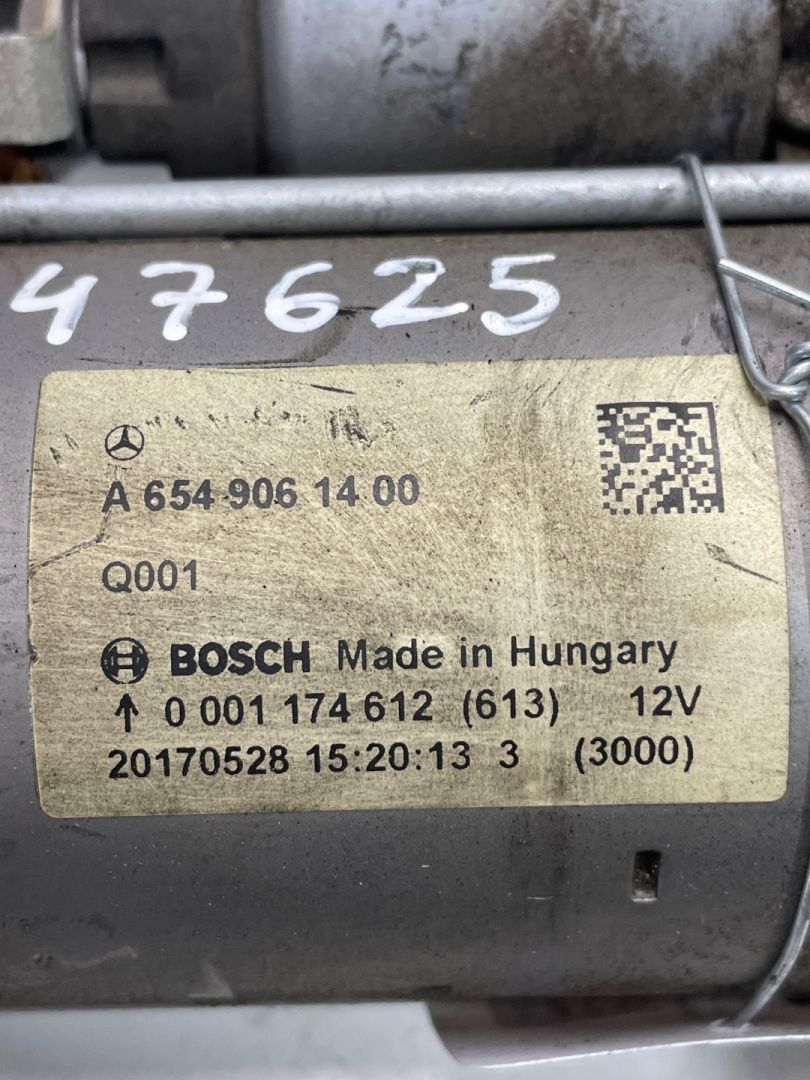 47625
A 654 906 14 00
Q001
BOSCH Made in Hungary
↑ 0 001 174 612 (613) 12V
20170528 15:20:13 3 (3000)